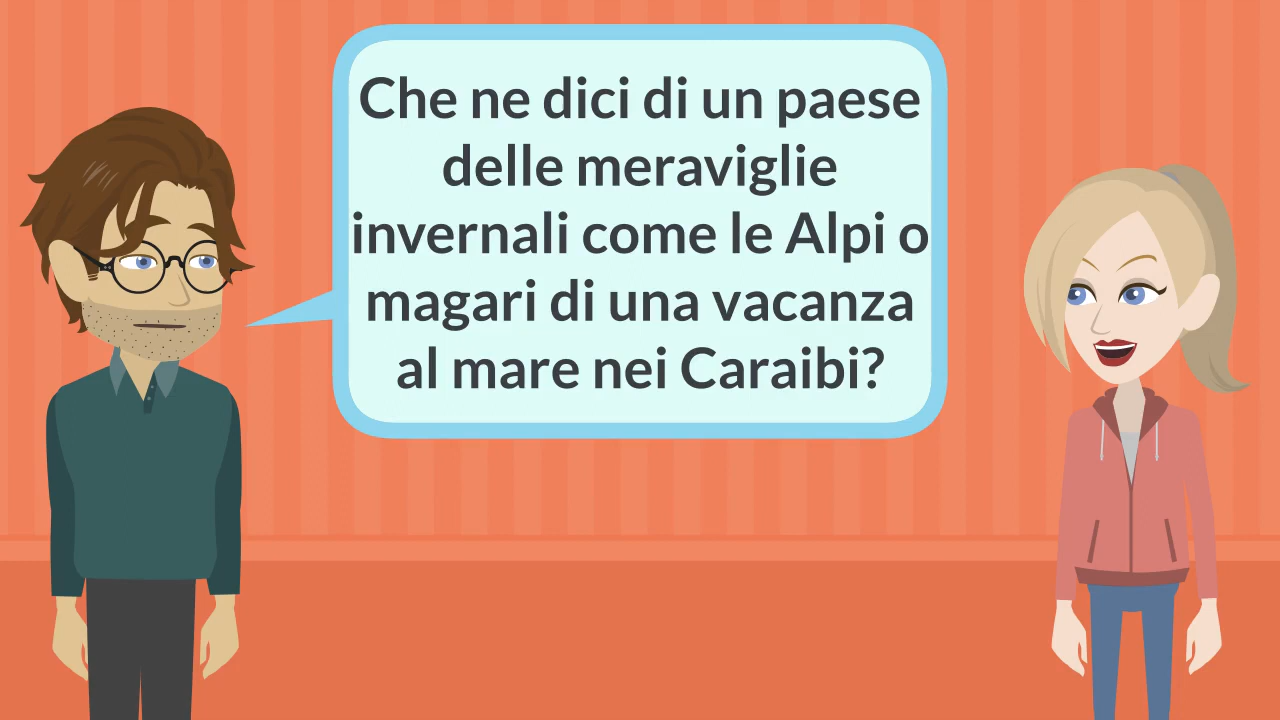 Che ne dici di un paese
delle meraviglie
invernali come le Alpi o
magari di una vacanza
al mare nei Caraibi?